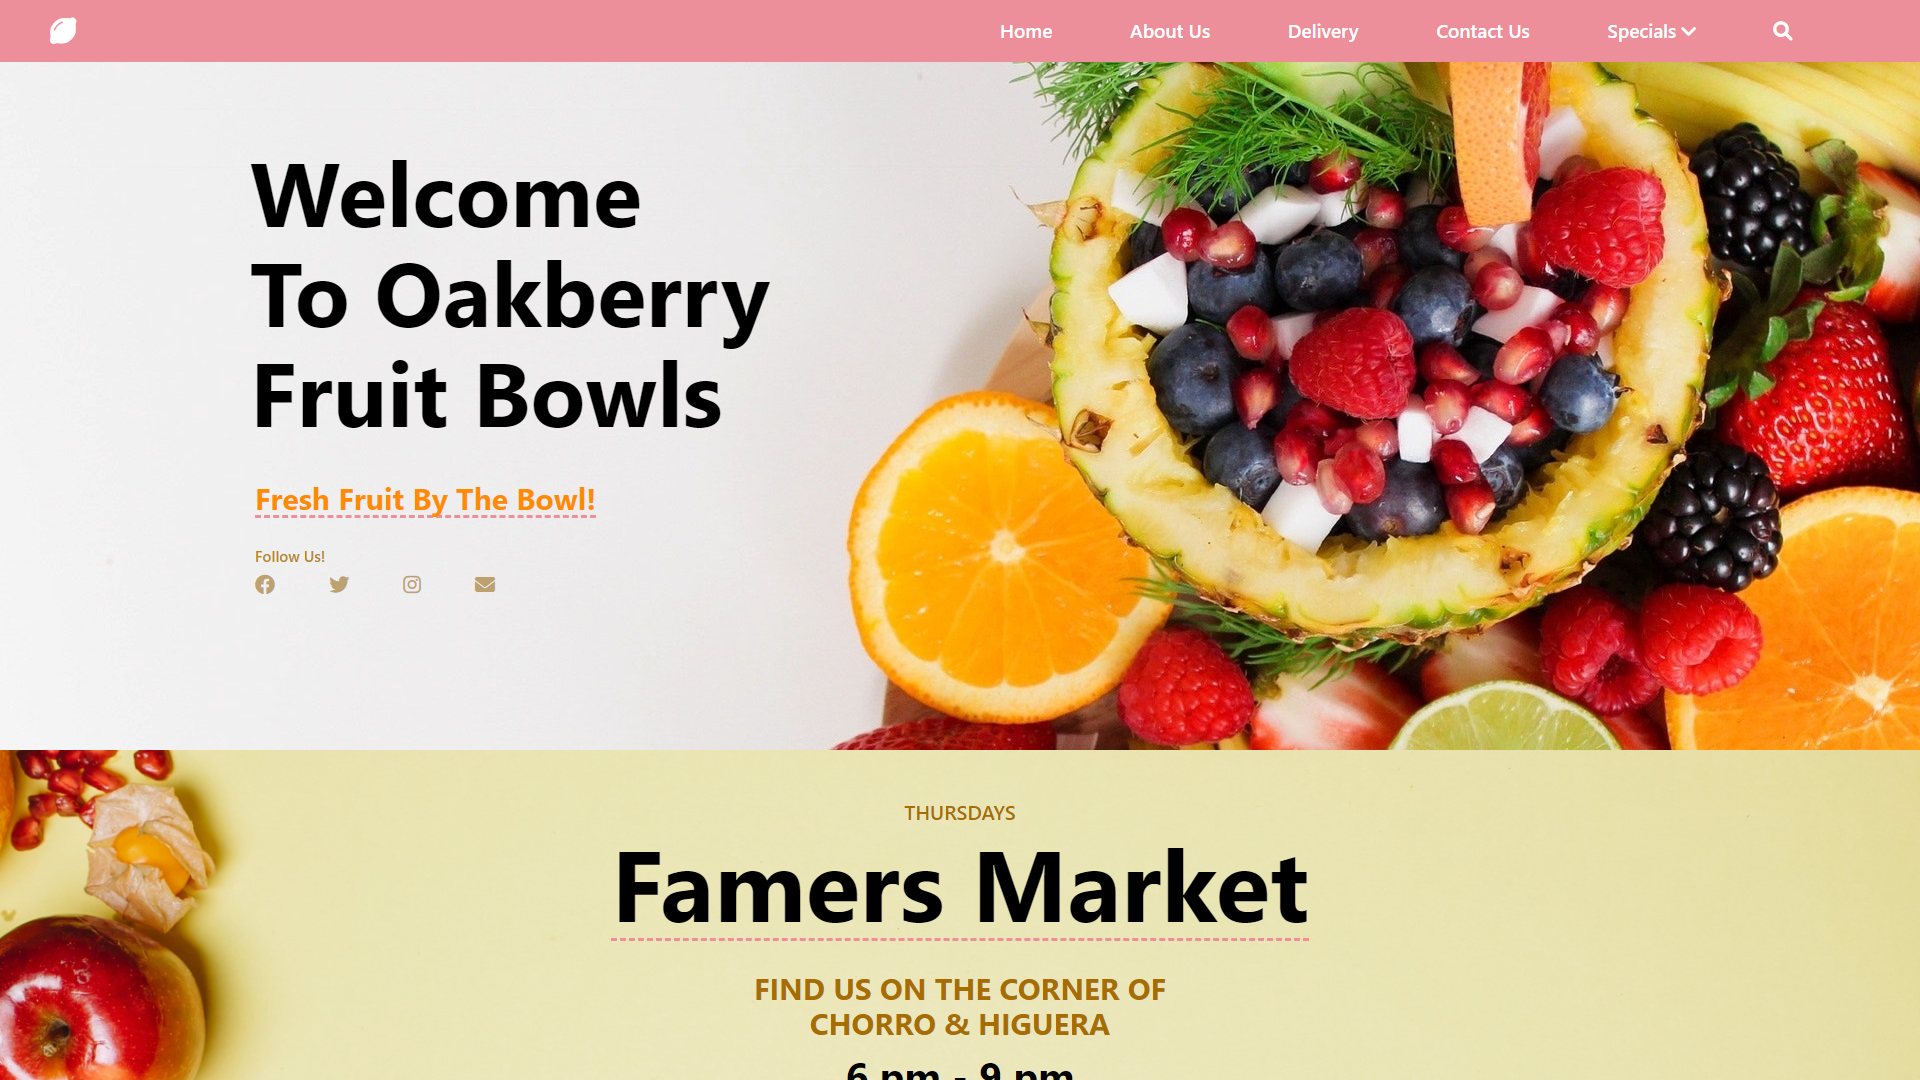 Home About Us Delivery Contact Us Specials
Welcome
To Oakberry
Fruit Bowls
Fresh Fruit By The Bowl!
Follow Us!
THURSDAYS
Famers Market
FIND US ON THE CORNER OF
CHORRO & HIGUERA
6 pm - 9 pm